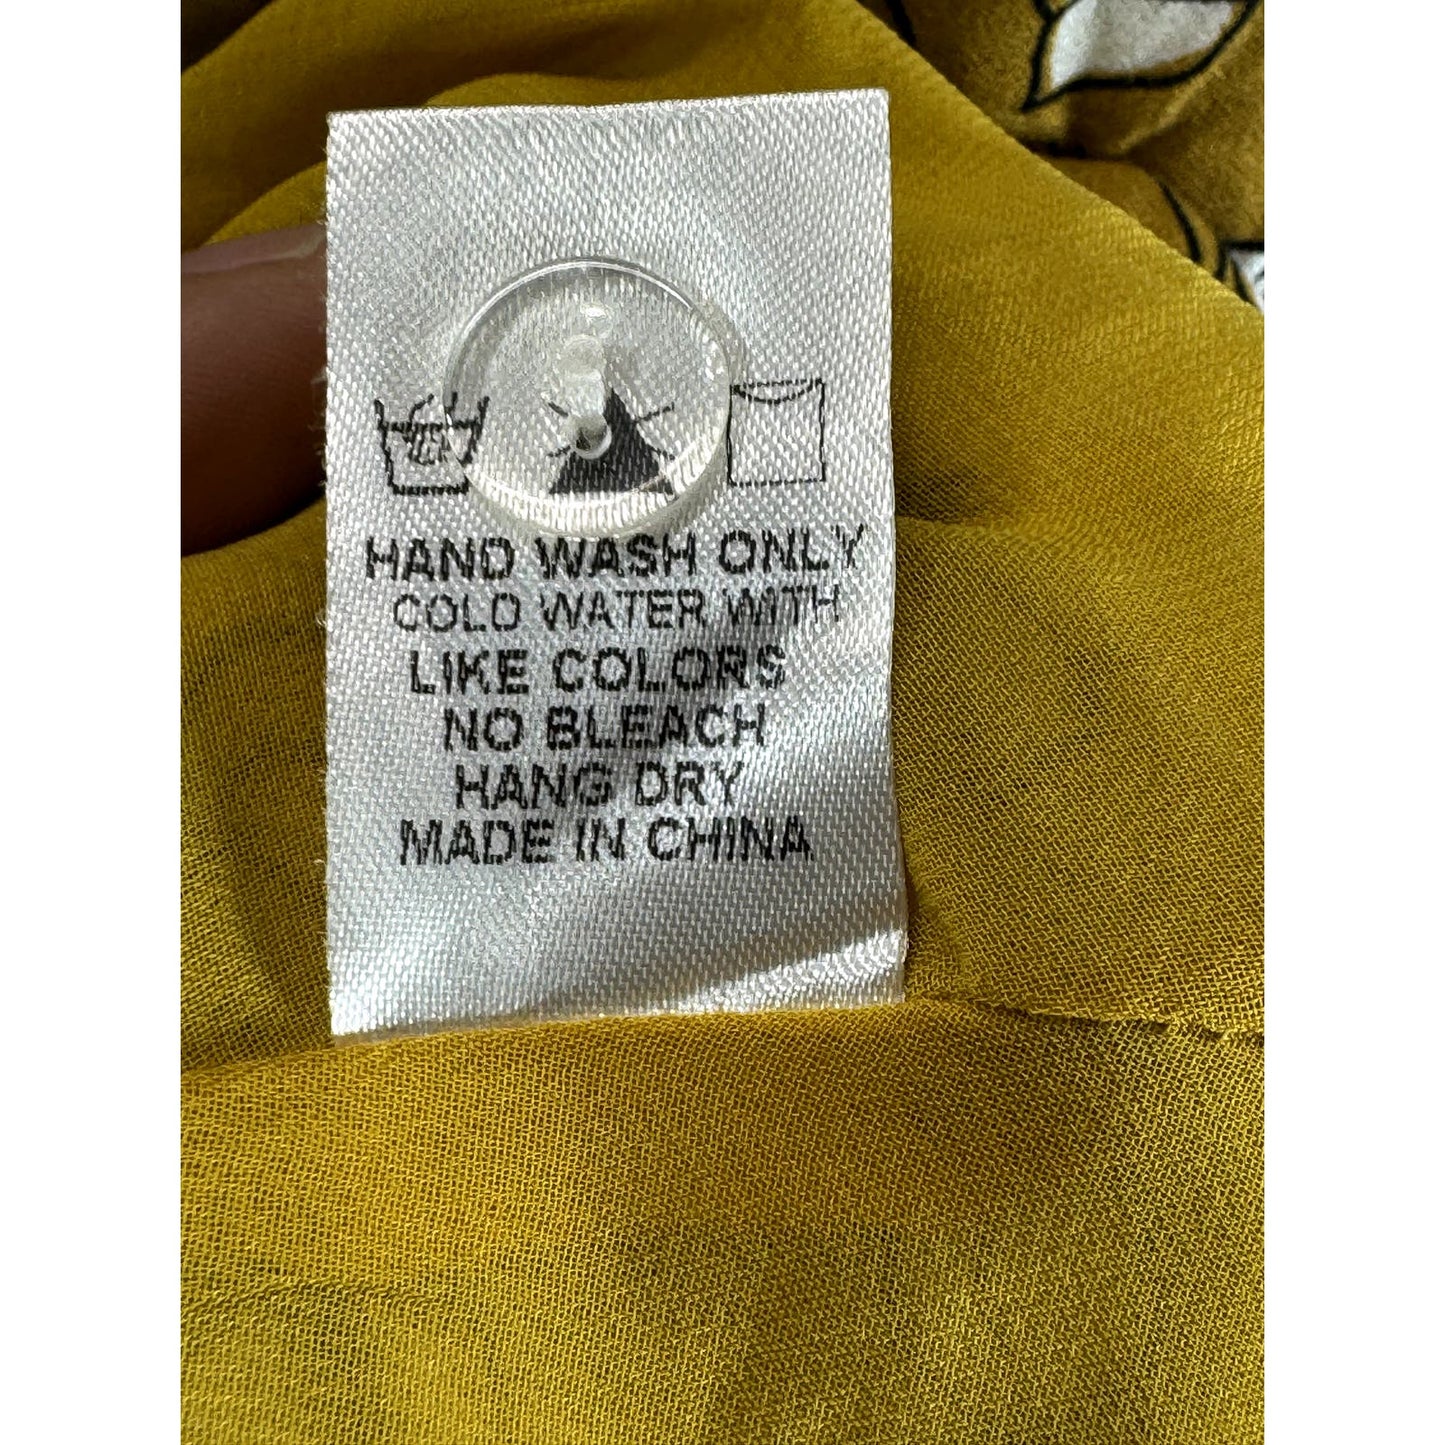 HAND WASH ONLY
COLD WATER WITH
LIKE COLORS
NO BLEACH
HANG DRY
MADE IN CHINA